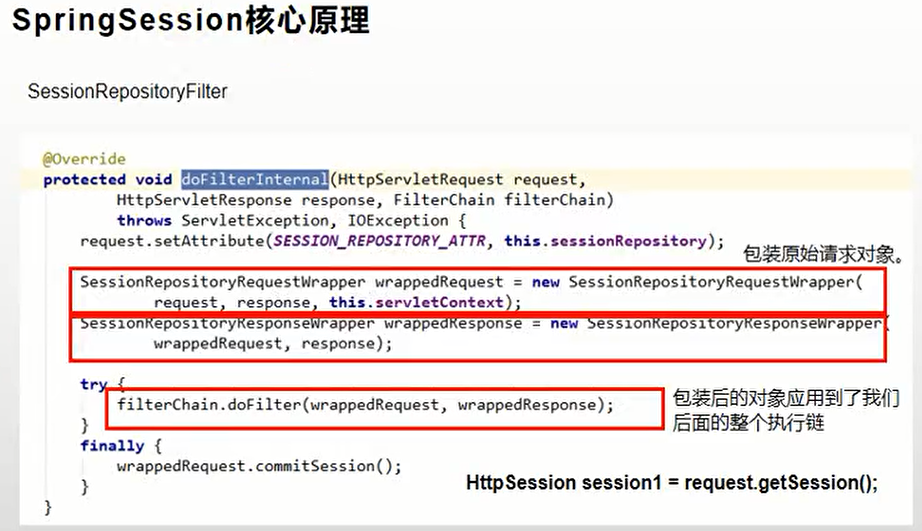 SpringSession核心原理
SessionRepositoryFilter
@Override
protected void doFilterInternal(HttpServletRequest request,
HttpServletResponse response, FilterChain filterChain)
throws ServletException, IOException {
request.setAttribute(SESSION_REPOSITORY_ATTR, this.sessionRepository);
包装原始请求对象。
SessionRepositoryRequestWrapper wrappedRequest = new SessionRepositoryRequestWrapper(
request, response, this.servletContext);
SessionRepositoryResponseWrapper wrappedResponse = new SessionRepositoryResponseWrapper(
wrappedRequest, response);
try {
filterChain.doFilter(wrappedRequest, wrappedResponse);
包装后的对象应用到了我们
后面的整个执行链
}
finally {
wrappedRequest.commitSession();
HttpSession session1 = request.getSession();
}
}